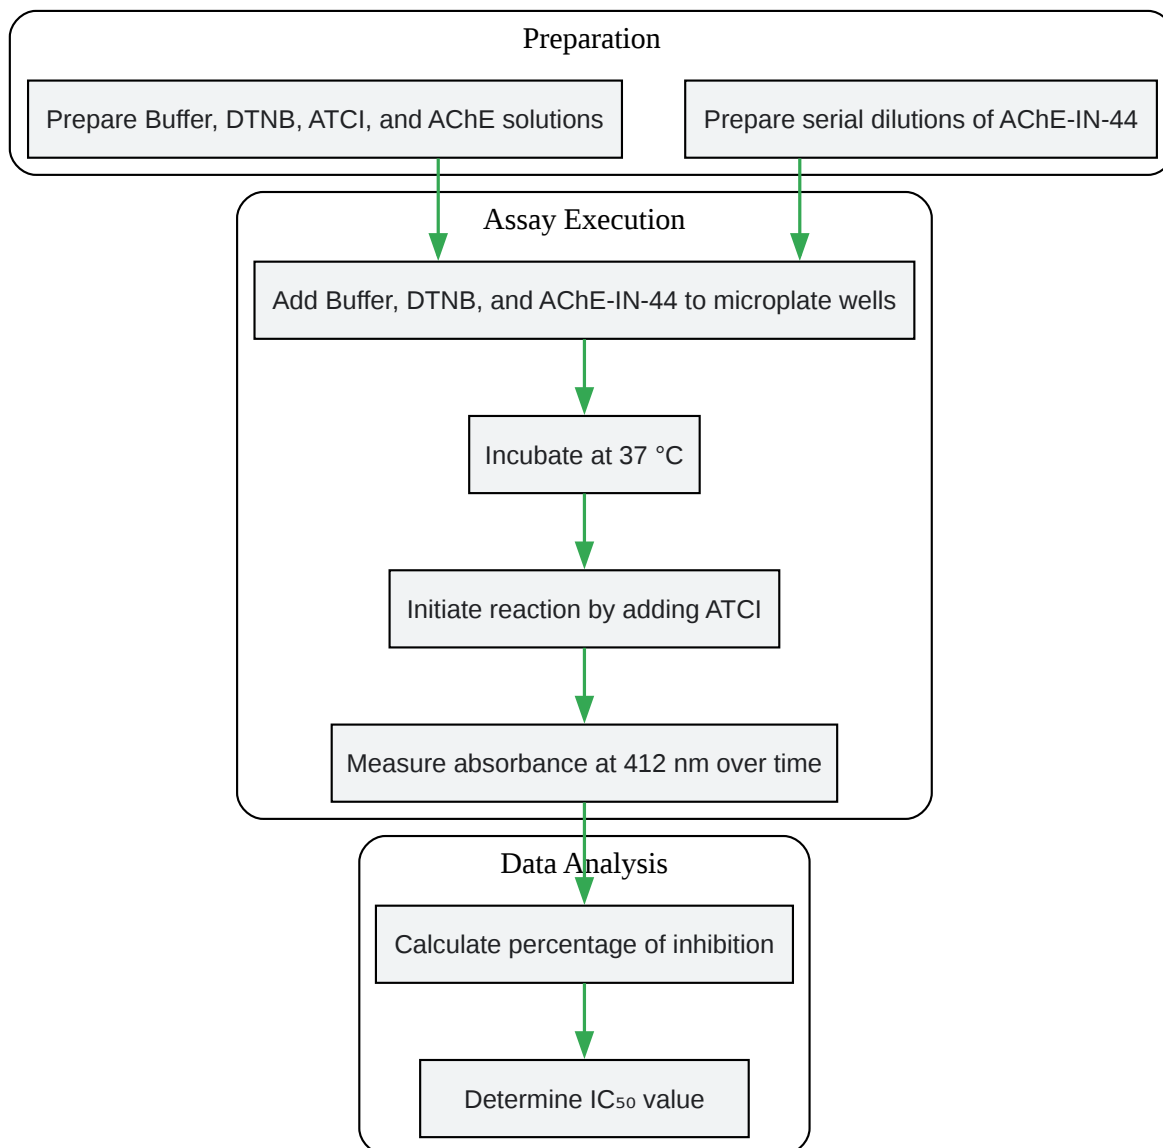 Preparation
Prepare Buffer, DTNB, ATCI, and AChE solutions
Prepare serial dilutions of AChE-IN-44
Assay Execution
Add Buffer, DTNB, and AChE-IN-44 to microplate wells
Incubate at 37 °C
Initiate reaction by adding ATCI
Measure absorbance at 412 nm over time
Data Analysis
Calculate percentage of inhibition
Determine IC₅₀ value